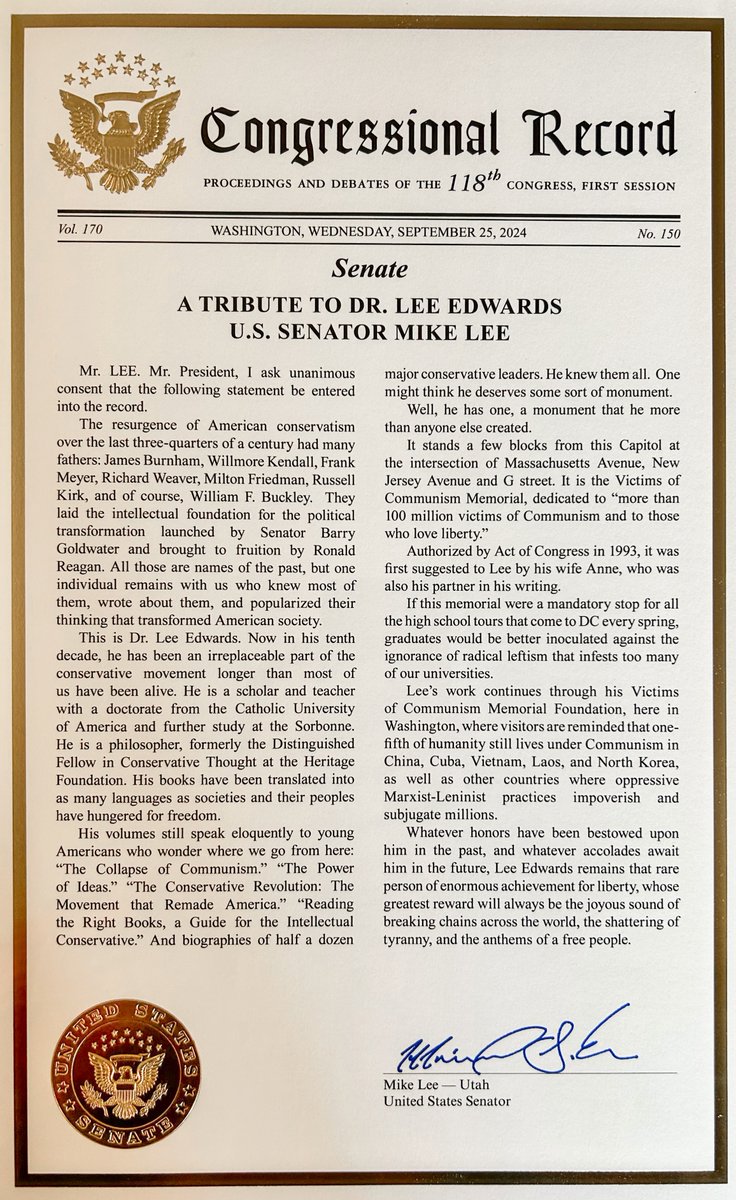 Congressional Record
PROCEEDINGS AND DEBATES OF THE 118th CONGRESS, FIRST SESSION
Vol. 170
WASHINGTON, WEDNESDAY, SEPTEMBER 25, 2024
No. 150
Senate
A TRIBUTE TO DR. LEE EDWARDS
U.S. SENATOR MIKE LEE
Mr. LEE. Mr. President, I ask unanimous
consent that the following statement be entered
into the record.
The resurgence of American conservatism
over the last three-quarters of a century had many
fathers: James Burnham, Willmore Kendall, Frank
Meyer, Richard Weaver, Milton Friedman, Russell
Kirk, and of course, William F. Buckley. They
laid the intellectual foundation for the political
transformation launched by Senator Barry
Goldwater and brought to fruition by Ronald
Reagan. All those are names of the past, but one
individual remains with us who knew most of
them, wrote about them, and popularized their
thinking that transformed American society.
This is Dr. Lee Edwards. Now in his tenth
decade, he has been an irreplaceable part of the
conservative movement longer than most of
us have been alive. He is a scholar and teacher
with a doctorate from the Catholic University
of America and further study at the Sorbonne.
He is a philosopher, formerly the Distinguished
Fellow in Conservative Thought at the Heritage
Foundation. His books have been translated into
as many languages as societies and their peoples
have hungered for freedom.
His volumes still speak eloquently to young
Americans who wonder where we go from here:
“The Collapse of Communism.” “The Power
of Ideas.” “The Conservative Revolution: The
Movement that Remade America.” “Reading
the Right Books, a Guide for the Intellectual
Conservative.” And biographies of half a dozen
major conservative leaders. He knew them all. One
might think he deserves some sort of monument.
Well, he has one, a monument that he more
than anyone else created.
It stands a few blocks from this Capitol at
the intersection of Massachusetts Avenue, New
Jersey Avenue and G street. It is the Victims of
Communism Memorial, dedicated to “more than
100 million victims of Communism and to those
who love liberty.”
Authorized by Act of Congress in 1993, it was
first suggested to Lee by his wife Anne, who was
also his partner in his writing.
If this memorial were a mandatory stop for all
the high school tours that come to DC every spring,
graduates would be better inoculated against the
ignorance of radical leftism that infests too many
of our universities.
Lee’s work continues through his Victims
of Communism Memorial Foundation, here in
Washington, where visitors are reminded that one-
fifth of humanity still lives under Communism in
China, Cuba, Vietnam, Laos, and North Korea,
as well as other countries where oppressive
Marxist-Leninist practices impoverish and
subjugate millions.
Whatever honors have been bestowed upon
him in the past, and whatever accolades await
him in the future, Lee Edwards remains that rare
person of enormous achievement for liberty, whose
greatest reward will always be the joyous sound of
breaking chains across the world, the shattering of
tyranny, and the anthems of a free people.
UNITED STATES
SENATE
Mike Lee — Utah
United States Senator